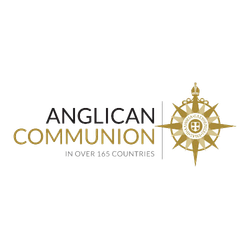 ANGLICAN
COMMUNION
IN OVER 165 COUNTRIES